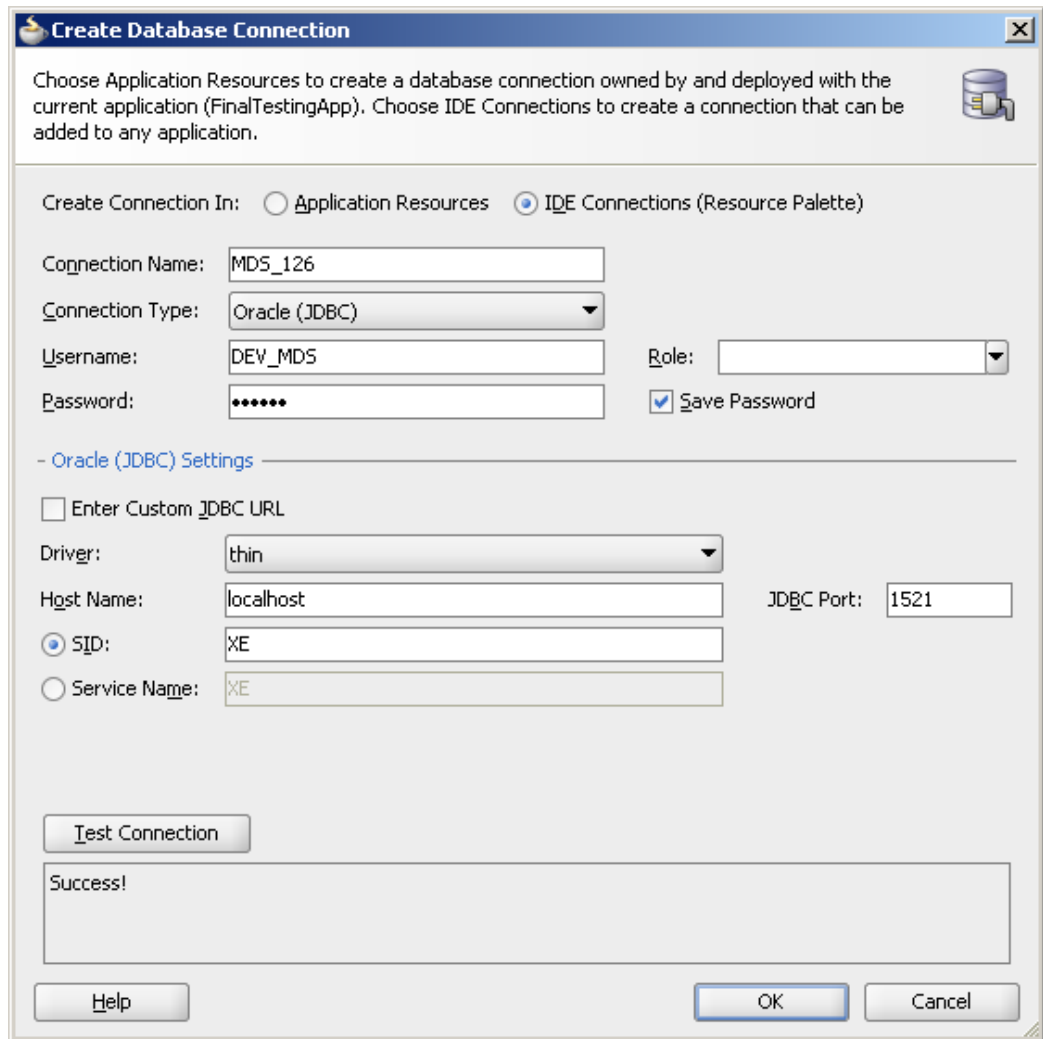 Create Database Connection
Choose Application Resources to create a database connection owned by and deployed with the
current application (FinalTestingApp). Choose IDE Connections to create a connection that can be
added to any application.
Create Connection In: Application Resources IDE Connections (Resource Palette)
Connection Name: MDS_126
Connection Type: Oracle (JDBC)
Username: DEV_MDS Role:
Password: •••••• Save Password
Oracle (JDBC) Settings
Enter Custom JDBC URL
Driver: thin
Host Name: localhost JDBC Port: 1521
SID: XE
Service Name: XE
Test Connection
Success!
Help OK Cancel